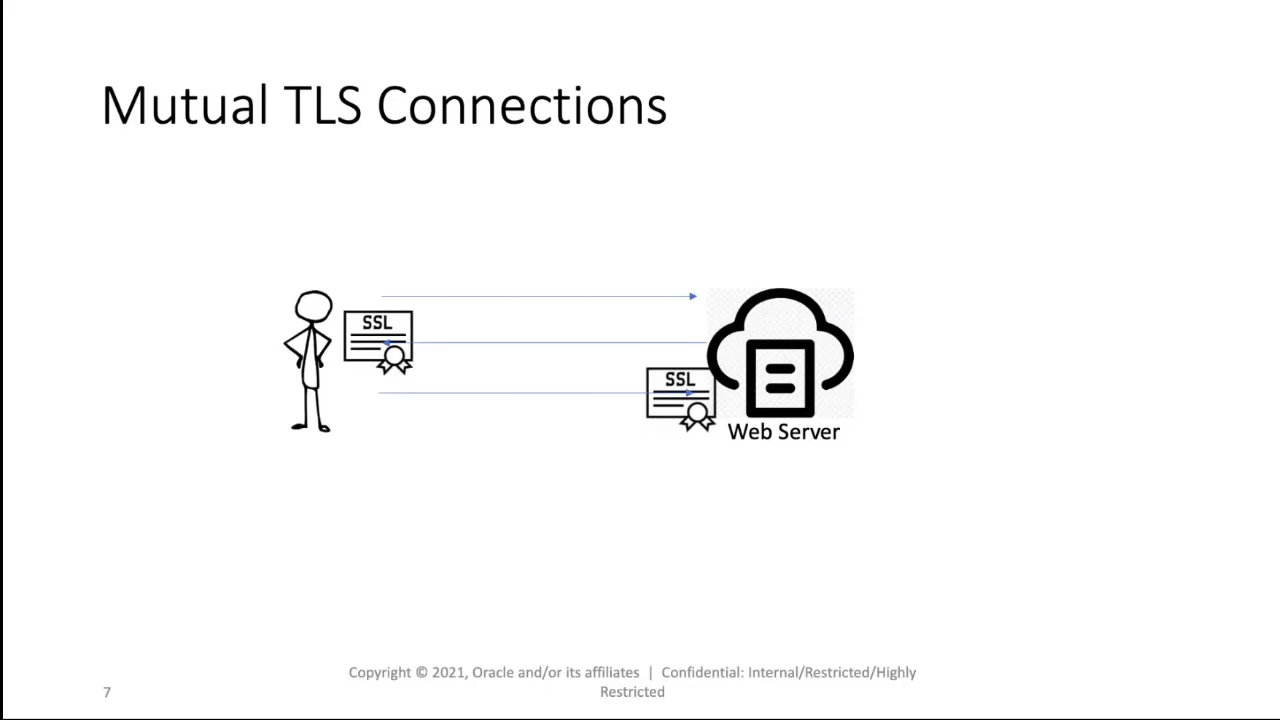 Mutual TLS Connections
SSL
SSL
Web Server
Copyright © 2021, Oracle and/or its affiliates | Confidential: Internal/Restricted/Highly
Restricted
7